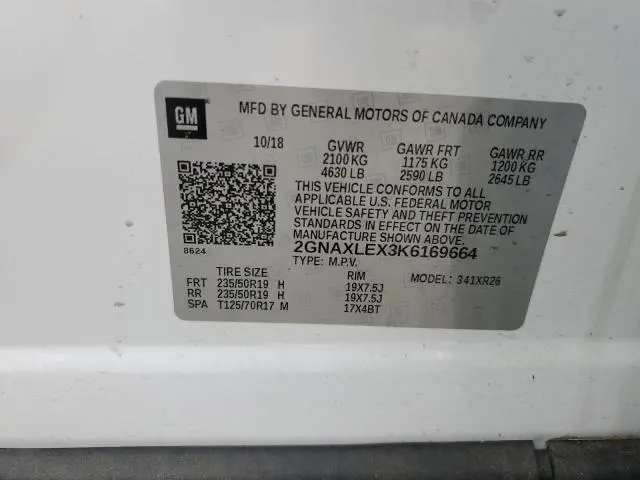 GM
MFD BY GENERAL MOTORS OF CANADA COMPANY
10/18 GVWR GAWR FRT GAWR RR
2100 KG 1175 KG 1200 KG
4630 LB 2590 LB 2645 LB
THIS VEHICLE CONFORMS TO ALL
APPLICABLE U.S. FEDERAL MOTOR
VEHICLE SAFETY AND THEFT PREVENTION
STANDARDS IN EFFECT ON THE DATE OF
MANUFACTURE SHOWN ABOVE.
8624 2GNAXLEX3K6169664
TYPE: M.P.V.
TIRE SIZE RIM MODEL: 341XR26
FRT 235/50R19 H 19X7.5J
RR 235/50R19 H 19X7.5J
SPA T125/70R17 M 17X4BT